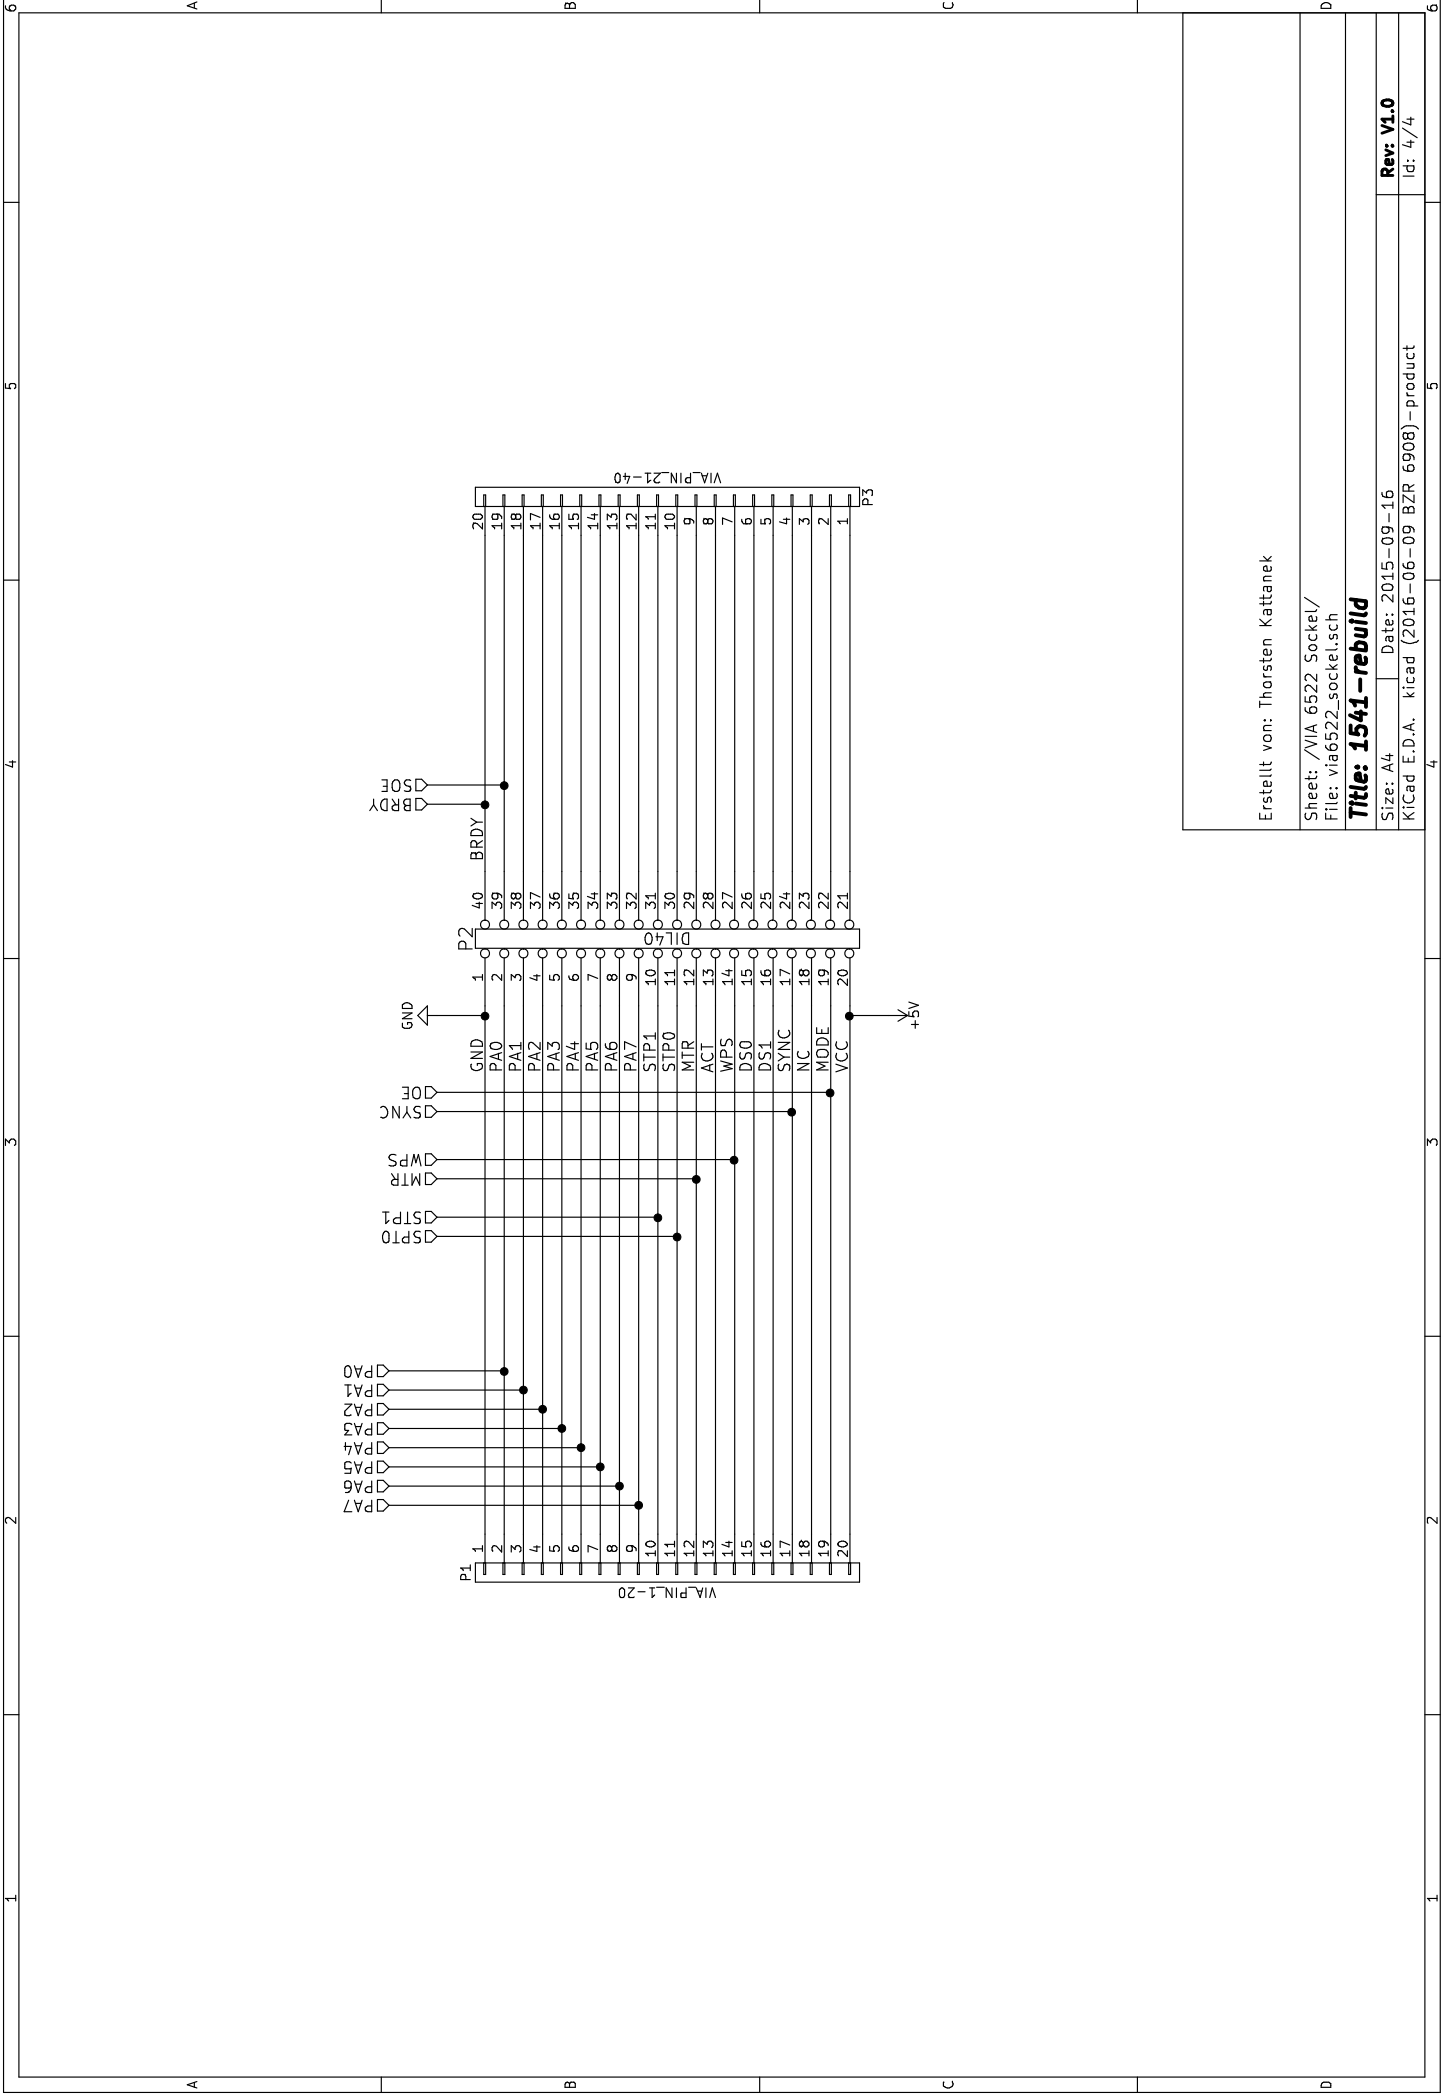 1
2
3
4
5
6
1
2
3
4
5
6
A
B
C
D
A
B
C
D
PA7
PA6
PA5
PA4
PA3
PA2
PA1
PA0
SPT0
STP1
MTR
WPS
SYNC
OE
GND
BRDY
SOE
P1
VIA_PIN_1-20
1
2
3
4
5
6
7
8
9
10
11
12
13
14
15
16
17
18
19
20
GND
PA0
PA1
PA2
PA3
PA4
PA5
PA6
PA7
STP1
STP0
MTR
ACT
WPS
DS0
DS1
SYNC
NC
MODE
VCC
+5V
P2
DIL40
1
2
3
4
5
6
7
8
9
10
11
12
13
14
15
16
17
18
19
20
40
39
38
37
36
35
34
33
32
31
30
29
28
27
26
25
24
23
22
21
BRDY
20
19
18
17
16
15
14
13
12
11
10
9
8
7
6
5
4
3
2
1
VIA_PIN_21-40
P3
Erstellt von: Thorsten Kattanek
Sheet: /VIA 6522 Sockel/
File: via6522_sockel.sch
Title: 1541-rebuild
Size: A4 Date: 2015-09-16 Rev: V1.0
KiCad E.D.A. kicad (2016-06-09 BZR 6908)-product Id: 4/4